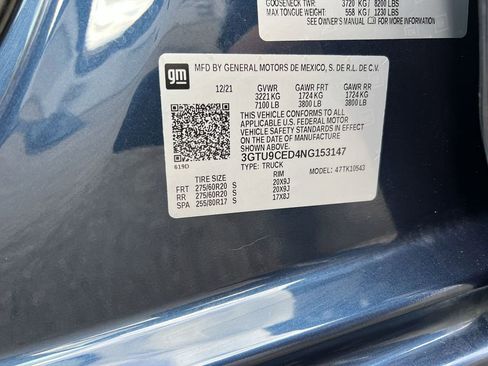 GOOSENECK TWR: 3720 KG / 8200 LBS
MAX TONGUE WEIGHT: 558 KG / 1230 LBS
SEE OWNER'S MANUAL FOR MORE INFORMATION
gm
MFD BY GENERAL MOTORS DE MEXICO, S. DE R.L. DE C.V.
12/21 GVWR GAWR FRT GAWR RR
3221 KG 1724 KG 1724 KG
7100 LB 3800 LB 3800 LB
THIS VEHICLE CONFORMS TO ALL
APPLICABLE U.S. FEDERAL MOTOR
VEHICLE SAFETY STANDARDS IN EFFECT
ON THE DATE OF MANUFACTURE SHOWN ABOVE.
3GTU9CED4NG153147
619D TYPE: TRUCK MODEL: 4TTK10543
TIRE SIZE RIM
FRT 275/60R20 S 20X9J
RR 275/60R20 S 20X9J
SPA 255/80R17 S 17X8J